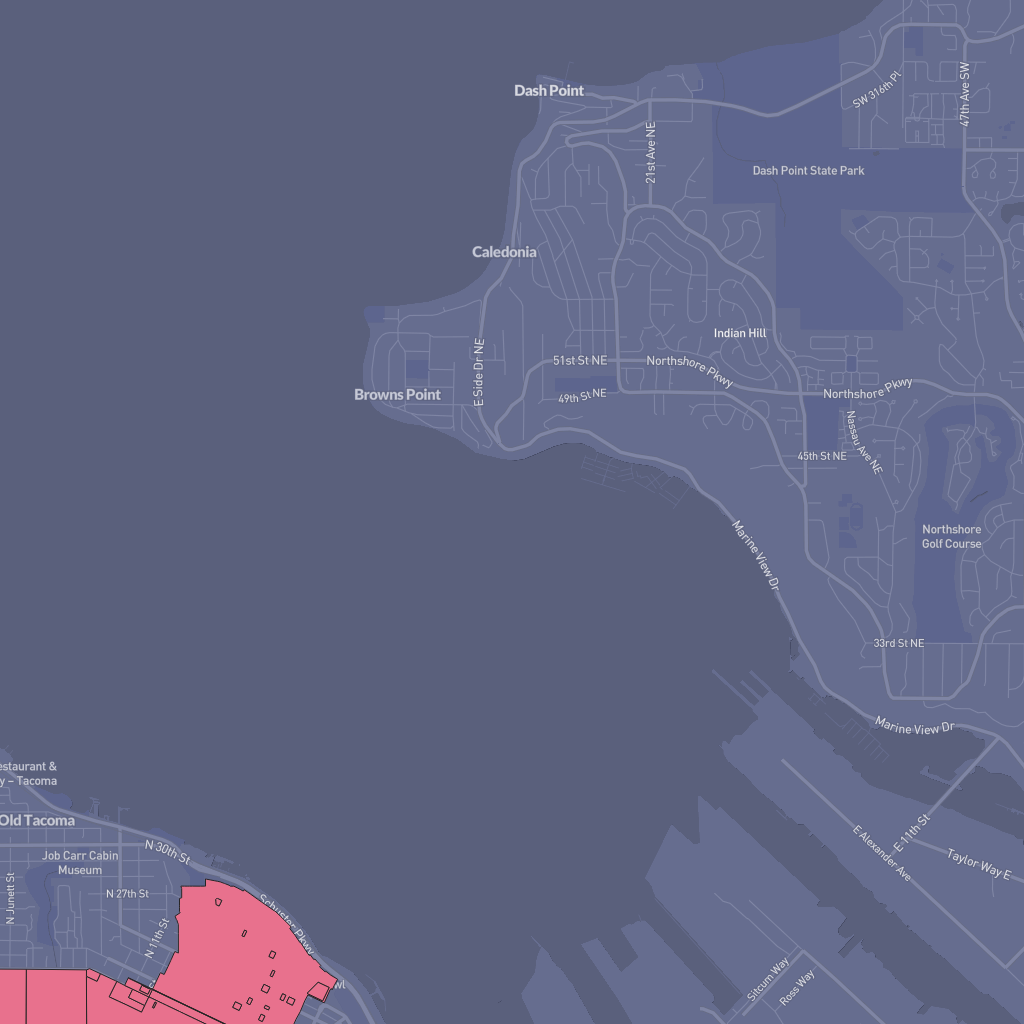 Dash Point
SW 316th Pl
47th Ave SW
21st Ave NE
Dash Point State Park
Caledonia
Indian Hill
E Side Dr NE
51st St NE
Northshore Pkwy
Browns Point
49th St NE
Northshore Pkwy
Nassau Ave NE
45th St NE
Northshore
Golf Course
Marine View Dr
33rd St NE
Marine View Dr
estaurant &
y – Tacoma
Old Tacoma
N 30th St
E 11th St
E Alexander Ave
Taylor Way E
Job Carr Cabin
Museum
N Junett St
N 27th St
Schuster Pkwy
N 11th St
Sitcum Way
Ross Way
wl